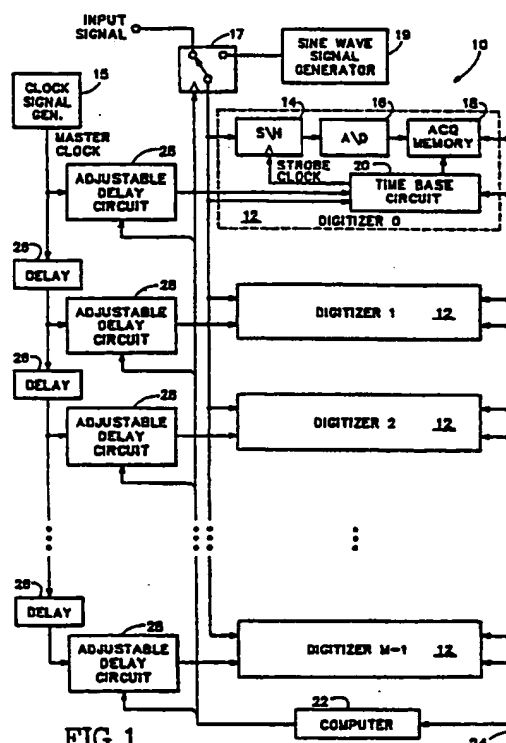 INPUT SIGNAL
17
SINE WAVE SIGNAL GENERATOR
19
10
15
CLOCK SIGNAL GEN.
MASTER CLOCK
28
ADJUSTABLE DELAY CIRCUIT
14
S\H
16
A\D
18
ACQ MEMORY
STROBE CLOCK
20
TIME BASE CIRCUIT
12
DIGITIZER 0
26
DELAY
28
ADJUSTABLE DELAY CIRCUIT
DIGITIZER 1
12
26
DELAY
28
ADJUSTABLE DELAY CIRCUIT
DIGITIZER 2
12
26
DELAY
28
ADJUSTABLE DELAY CIRCUIT
DIGITIZER M-1
12
22
COMPUTER
24
FIG. 1